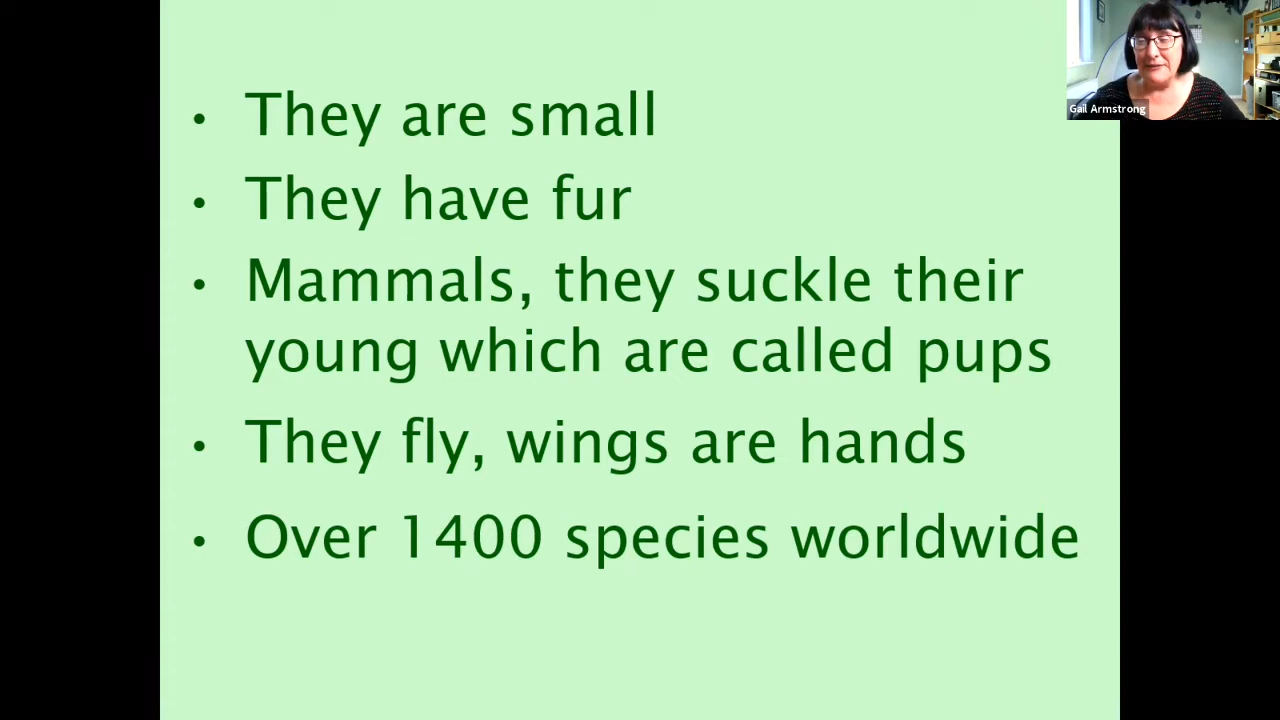 • They are small
• They have fur
• Mammals, they suckle their
young which are called pups
• They fly, wings are hands
• Over 1400 species worldwide
Gail Armstrong